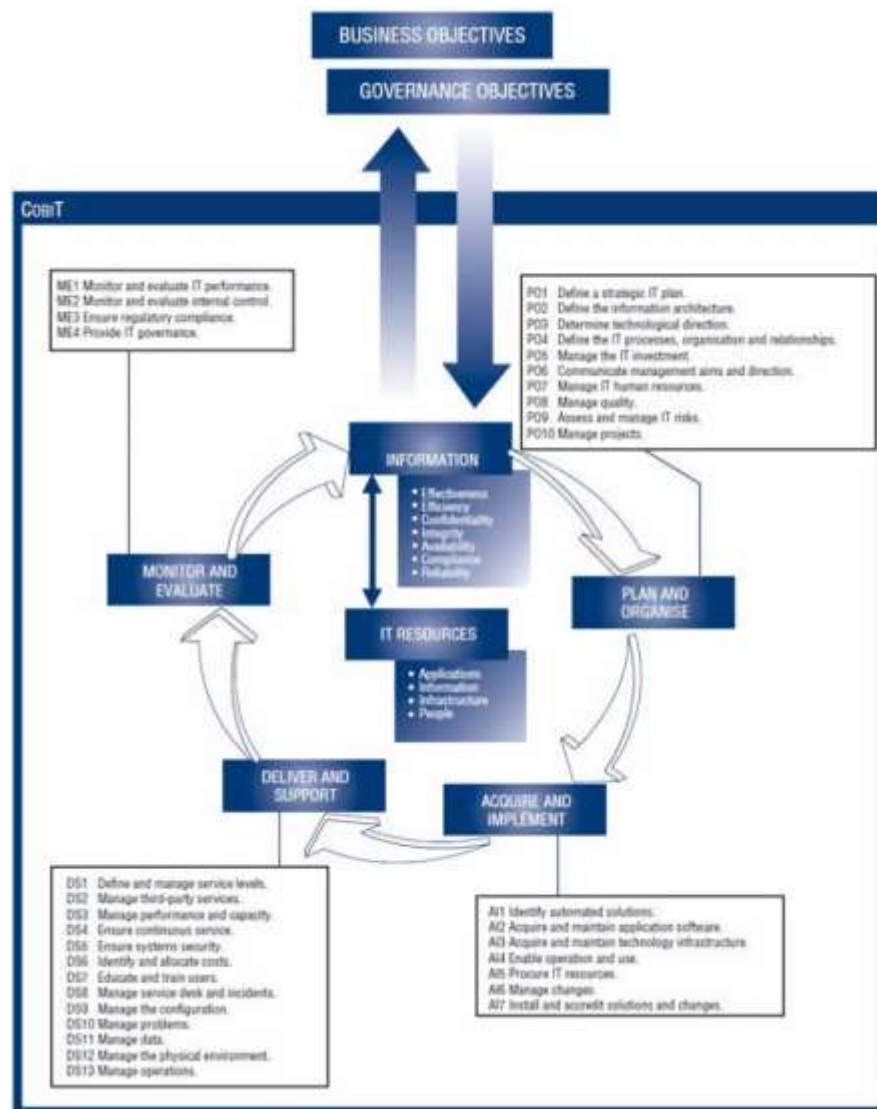 BUSINESS OBJECTIVES
GOVERNANCE OBJECTIVES
COBIT
ME1 Monitor and evaluate IT performance.
ME2 Monitor and evaluate internal control.
ME3 Ensure regulatory compliance.
ME4 Provide IT governance.
PO1 Define a strategic IT plan.
PO2 Define the information architecture.
PO3 Determine technological direction.
PO4 Define the IT processes, organisation and relationships.
PO5 Manage the IT investment.
PO6 Communicate management aims and direction.
PO7 Manage IT human resources.
PO8 Manage quality.
PO9 Assess and manage IT risks.
PO10 Manage projects.
INFORMATION
• Effectiveness
• Efficiency
• Confidentiality
• Integrity
• Availability
• Compliance
• Reliability
MONITOR AND
EVALUATE
PLAN AND
ORGANISE
IT RESOURCES
• Applications
• Information
• Infrastructure
• People
DELIVER AND
SUPPORT
ACQUIRE AND
IMPLEMENT
DS1 Define and manage service levels.
DS2 Manage third-party services.
DS3 Manage performance and capacity.
DS4 Ensure continuous service.
DS5 Ensure systems security.
DS6 Identify and allocate costs.
DS7 Educate and train users.
DS8 Manage service desk and incidents.
DS9 Manage the configuration.
DS10 Manage problems.
DS11 Manage data.
DS12 Manage the physical environment.
DS13 Manage operations.
AI1 Identify automated solutions.
AI2 Acquire and maintain application software.
AI3 Acquire and maintain technology infrastructure.
AI4 Enable operation and use.
AI5 Procure IT resources.
AI6 Manage changes.
AI7 Install and accredit solutions and changes.